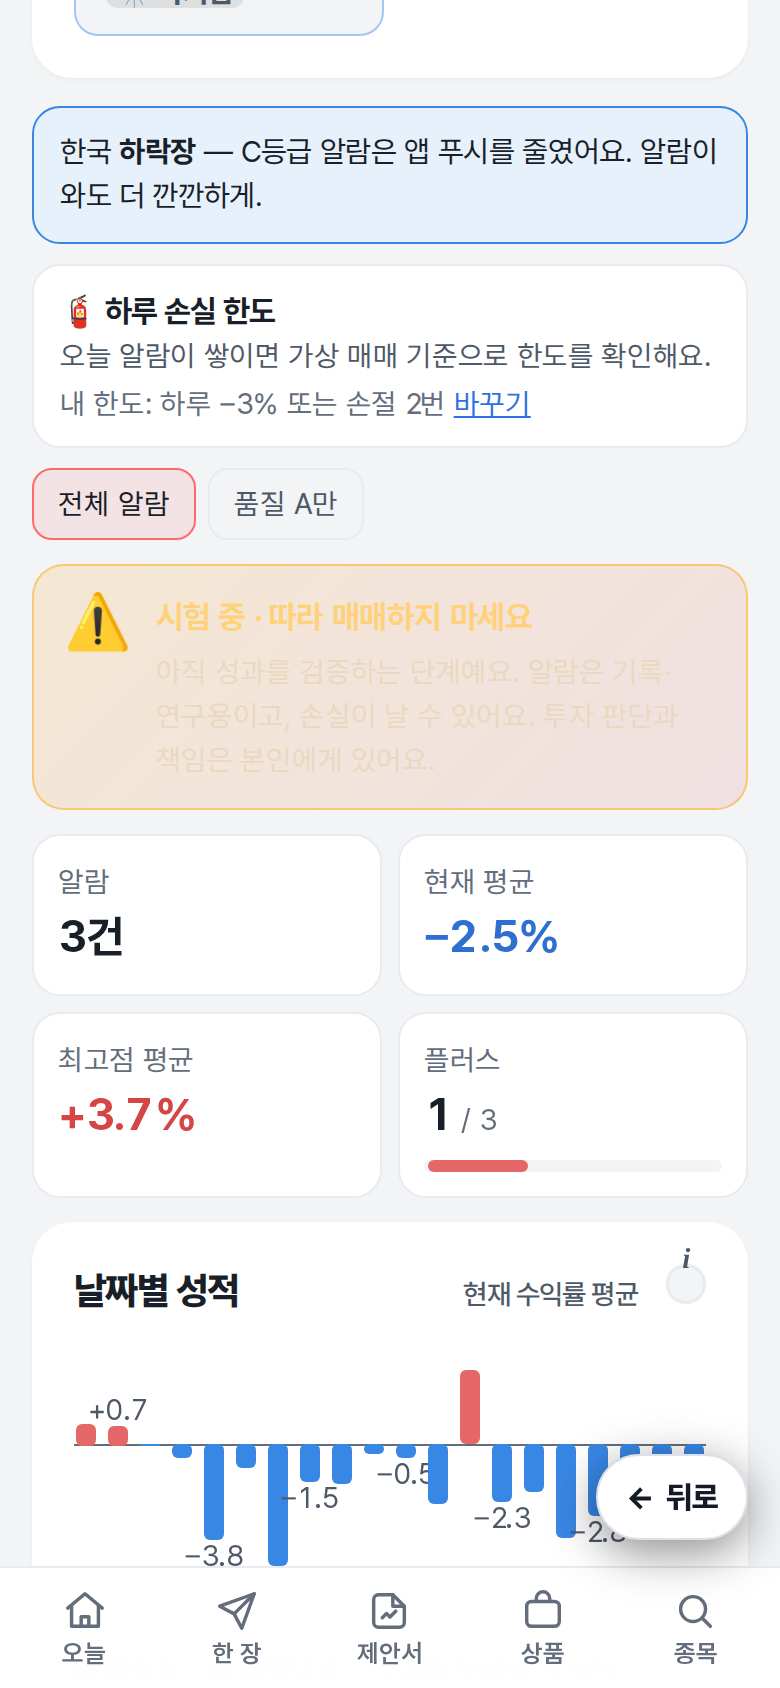 한국 하락장 — C등급 알람은 앱 푸시를 줄였어요. 알람이
와도 더 깐깐하게.
하루 손실 한도
오늘 알람이 쌓이면 가상 매매 기준으로 한도를 확인해요.
내 한도: 하루 −3% 또는 손절 2번 바꾸기
전체 알람
품질 A만
시험 중 · 따라 매매하지 마세요
아직 성과를 검증하는 단계예요. 알람은 기록·
연구용이고, 손실이 날 수 있어요. 투자 판단과
책임은 본인에게 있어요.
알람
3건
현재 평균
−2.5%
최고점 평균
+3.7%
플러스
1 / 3
날짜별 성적
현재 수익률 평균
i
+0.7
−0.5
−1.5
−2.3
−3.8
← 뒤로
오늘
한 장
제안서
상품
종목